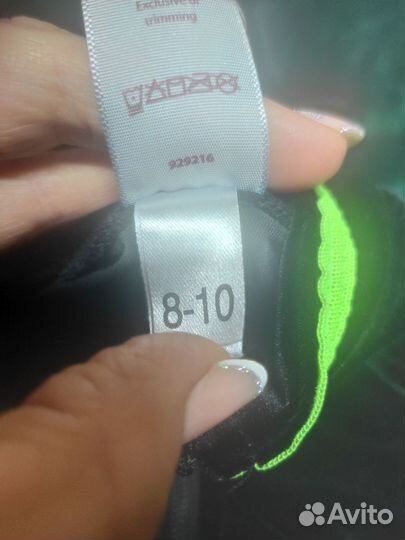 Exclusive of
trimming
929216
8-10
Avito